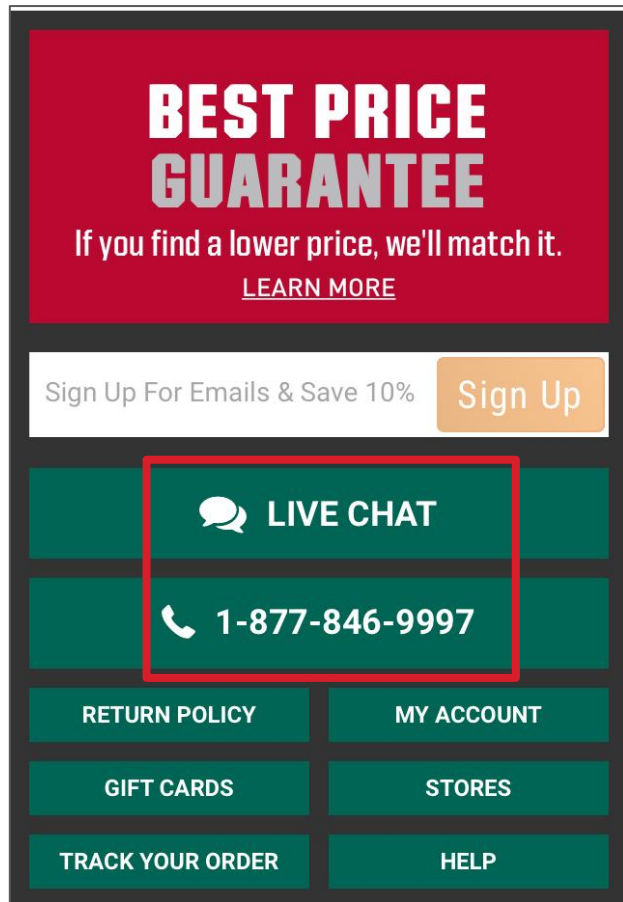 BEST PRICE
GUARANTEE
If you find a lower price, we'll match it.
LEARN MORE
Sign Up For Emails & Save 10%
Sign Up
LIVE CHAT
1-877-846-9997
RETURN POLICY
MY ACCOUNT
GIFT CARDS
STORES
TRACK YOUR ORDER
HELP